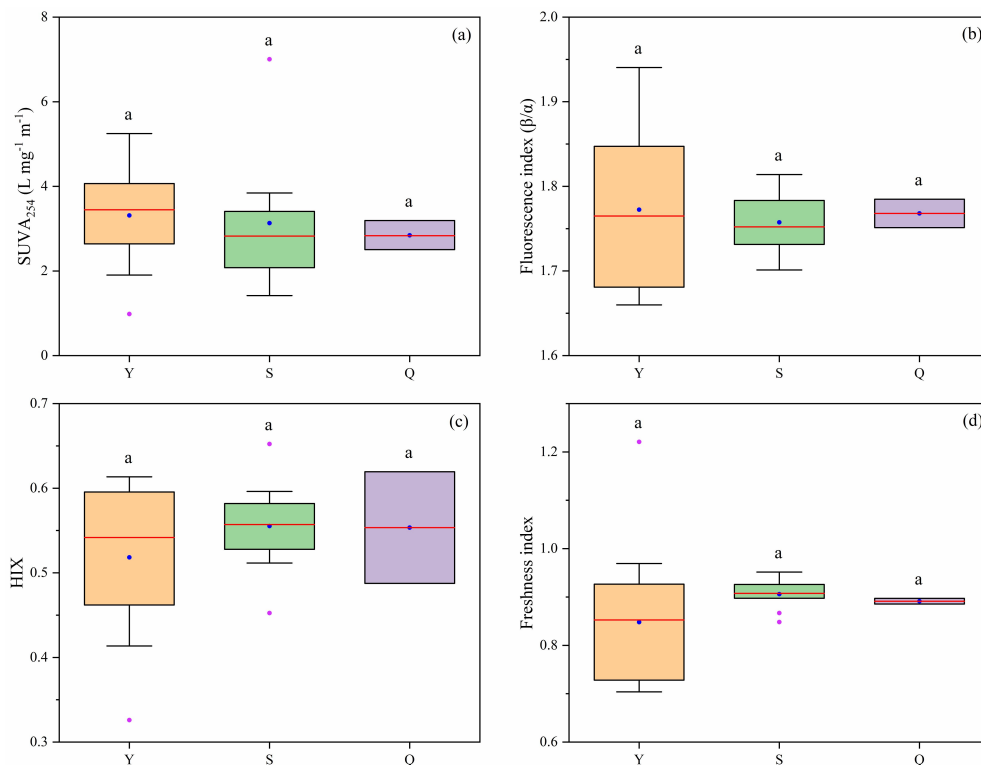 (a)
SUVA₂₅₄ (L mg⁻¹ m⁻¹)
8
6
4
2
0
a
a
a
Y
S
Q
(b)
Fluorescence index (β/α)
2.0
1.9
1.8
1.7
1.6
a
a
a
Y
S
Q
(c)
HIX
0.7
0.6
0.5
0.4
0.3
a
a
a
Y
S
Q
(d)
Freshness index
1.2
1.0
0.8
0.6
a
a
a
Y
S
Q